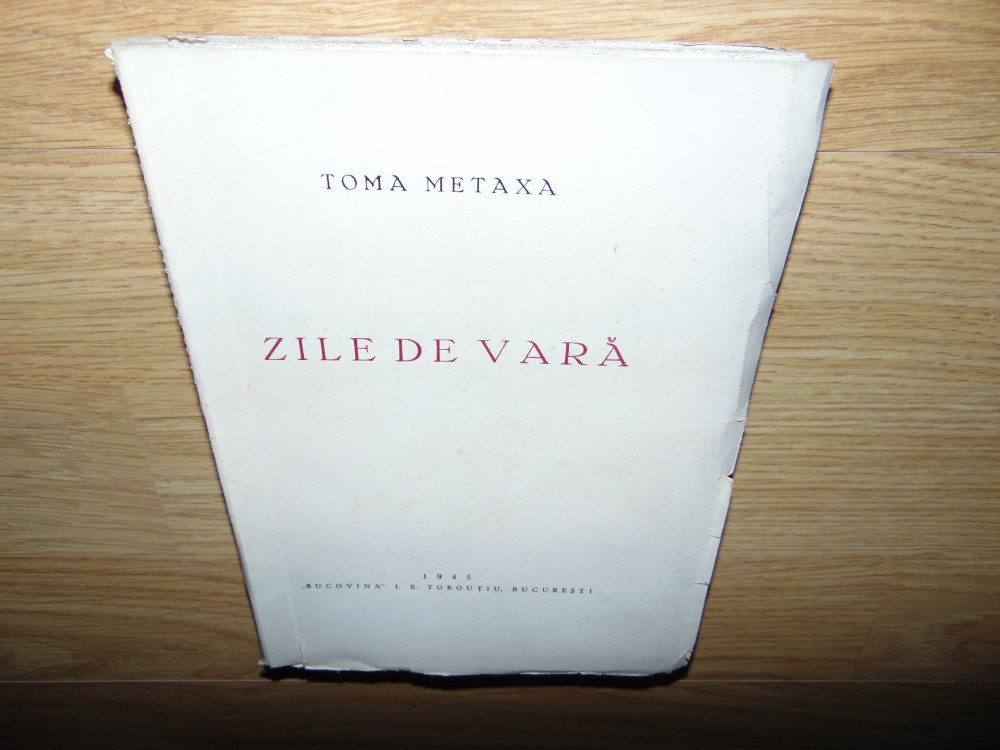 TOMA METAXA
ZILE DE VARĂ
1945
„BUCOVINA" I. E. TOROUȚIU, BUCUREȘTI